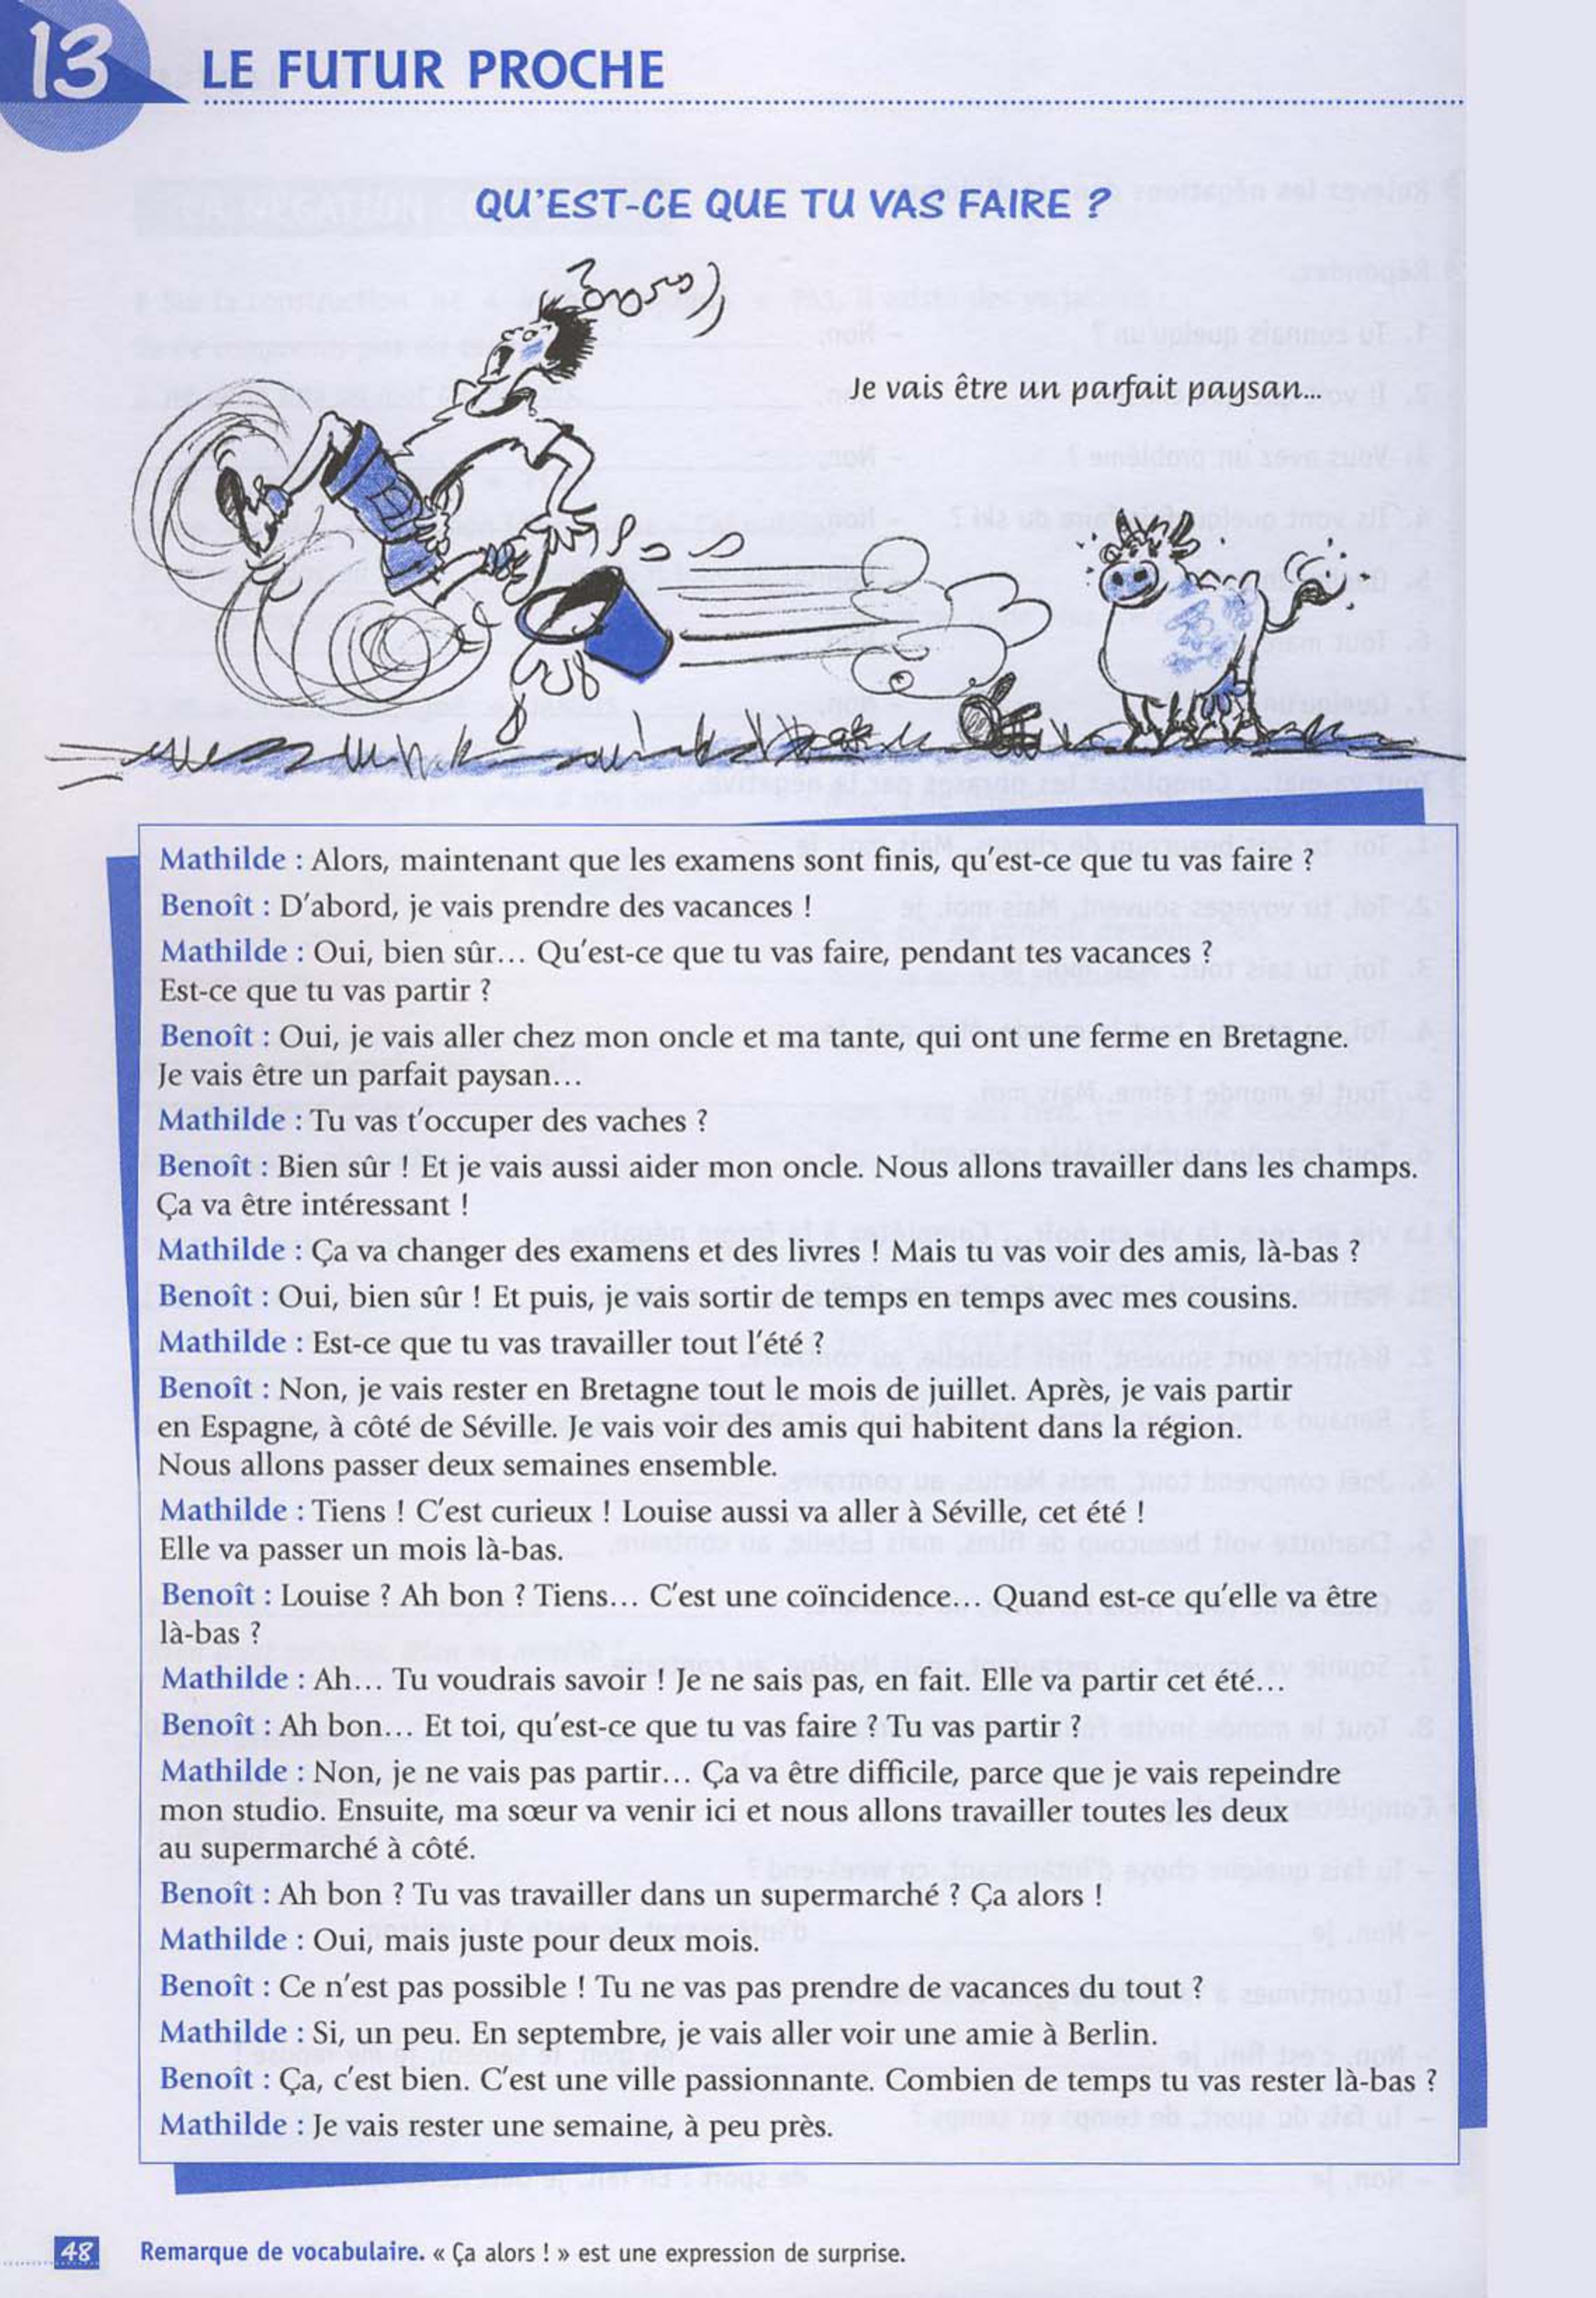 13
LE FUTUR PROCHE
QU'EST-CE QUE TU VAS FAIRE ?
Je vais être un parfait paysan...
Mathilde : Alors, maintenant que les examens sont finis, qu'est-ce que tu vas faire ?
Benoît : D'abord, je vais prendre des vacances !
Mathilde : Oui, bien sûr... Qu'est-ce que tu vas faire, pendant tes vacances ?
Est-ce que tu vas partir ?
Benoît : Oui, je vais aller chez mon oncle et ma tante, qui ont une ferme en Bretagne.
Je vais être un parfait paysan...
Mathilde : Tu vas t'occuper des vaches ?
Benoît : Bien sûr ! Et je vais aussi aider mon oncle. Nous allons travailler dans les champs.
Ça va être intéressant !
Mathilde : Ça va changer des examens et des livres ! Mais tu vas voir des amis, là-bas ?
Benoît : Oui, bien sûr ! Et puis, je vais sortir de temps en temps avec mes cousins.
Mathilde : Est-ce que tu vas travailler tout l'été ?
Benoît : Non, je vais rester en Bretagne tout le mois de juillet. Après, je vais partir
en Espagne, à côté de Séville. Je vais voir des amis qui habitent dans la région.
Nous allons passer deux semaines ensemble.
Mathilde : Tiens ! C'est curieux ! Louise aussi va aller à Séville, cet été !
Elle va passer un mois là-bas.
Benoît : Louise ? Ah bon ? Tiens... C'est une coïncidence... Quand est-ce qu'elle va être
là-bas ?
Mathilde : Ah... Tu voudrais savoir ! Je ne sais pas, en fait. Elle va partir cet été...
Benoît : Ah bon... Et toi, qu'est-ce que tu vas faire ? Tu vas partir ?
Mathilde : Non, je ne vais pas partir... Ça va être difficile, parce que je vais repeindre
mon studio. Ensuite, ma sœur va venir ici et nous allons travailler toutes les deux
au supermarché à côté.
Benoît : Ah bon ? Tu vas travailler dans un supermarché ? Ça alors !
Mathilde : Oui, mais juste pour deux mois.
Benoît : Ce n'est pas possible ! Tu ne vas pas prendre de vacances du tout ?
Mathilde : Si, un peu. En septembre, je vais aller voir une amie à Berlin.
Benoît : Ça, c'est bien. C'est une ville passionnante. Combien de temps tu vas rester là-bas ?
Mathilde : Je vais rester une semaine, à peu près.
48
Remarque de vocabulaire. « Ça alors ! » est une expression de surprise.